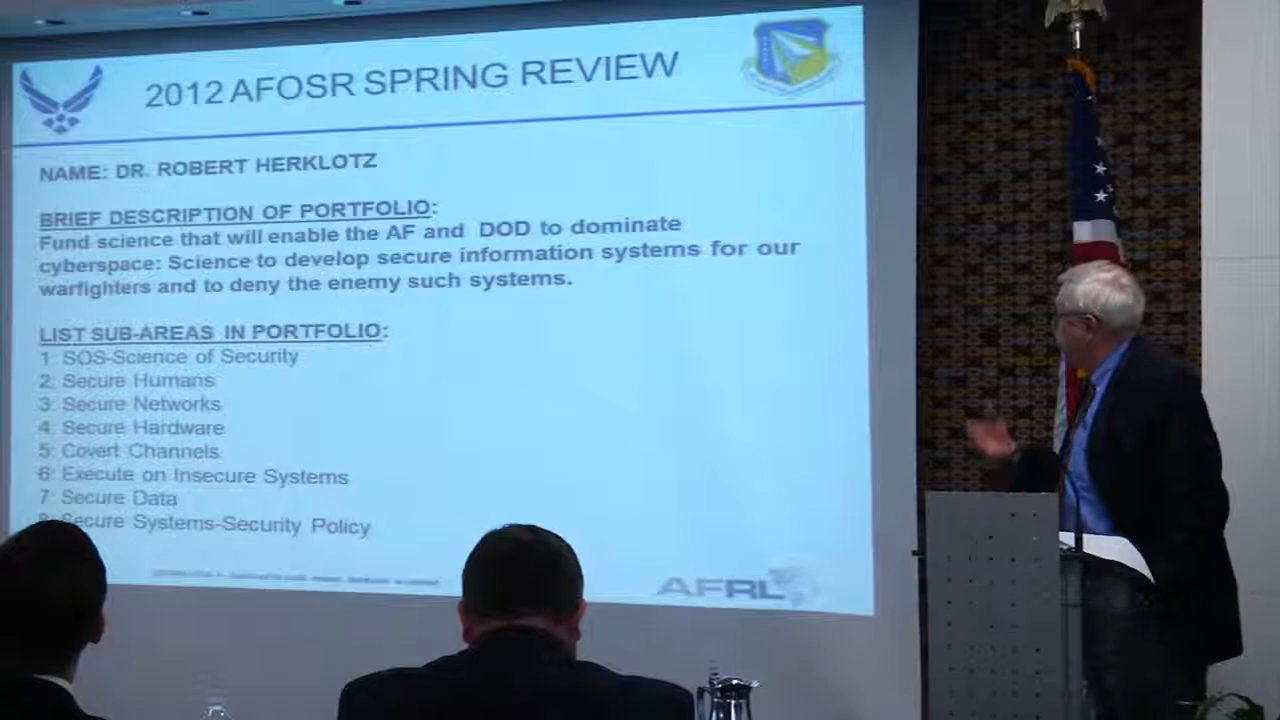 2012 AFOSR SPRING REVIEW
NAME: DR. ROBERT HERKLOTZ
BRIEF DESCRIPTION OF PORTFOLIO:
Fund science that will enable the AF and DOD to dominate
cyberspace: Science to develop secure information systems for our
warfighters and to deny the enemy such systems.
LIST SUB-AREAS IN PORTFOLIO:
1: SOS-Science of Security
2: Secure Humans
3: Secure Networks
4: Secure Hardware
5: Covert Channels
6: Execute on Insecure Systems
7: Secure Data
8: Secure Systems-Security Policy
AFRL